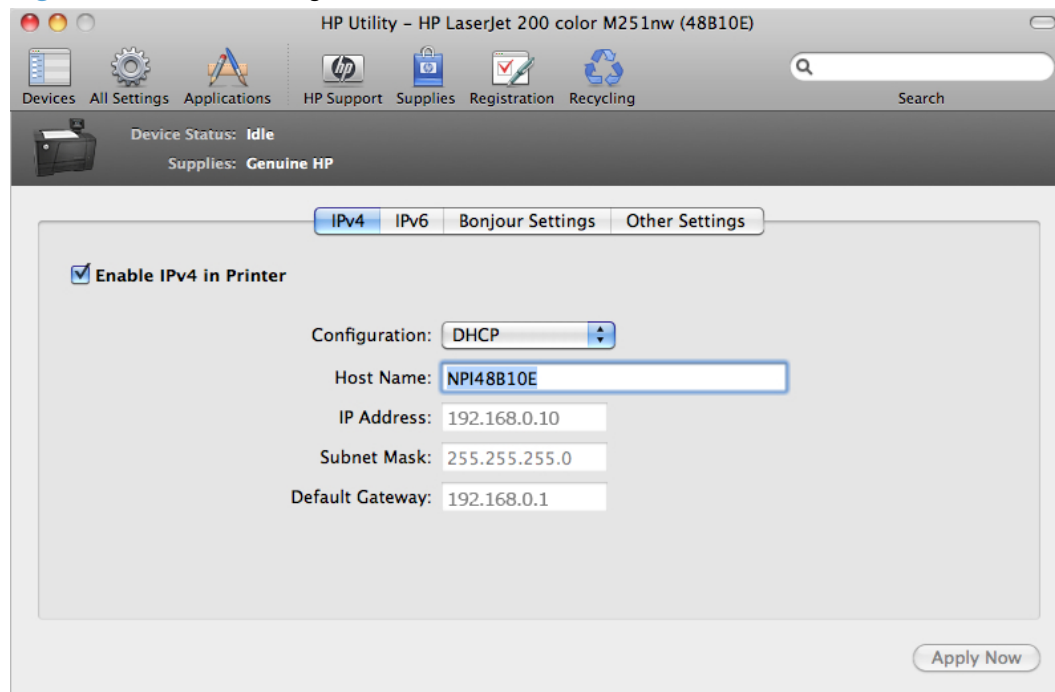 HP Utility – HP LaserJet 200 color M251nw (48B10E)
Devices All Settings Applications HP Support Supplies Registration Recycling Search
Device Status: Idle
Supplies: Genuine HP
IPv4 IPv6 Bonjour Settings Other Settings
Enable IPv4 in Printer
Configuration: DHCP
Host Name: NPI48B10E
IP Address: 192.168.0.10
Subnet Mask: 255.255.255.0
Default Gateway: 192.168.0.1
Apply Now